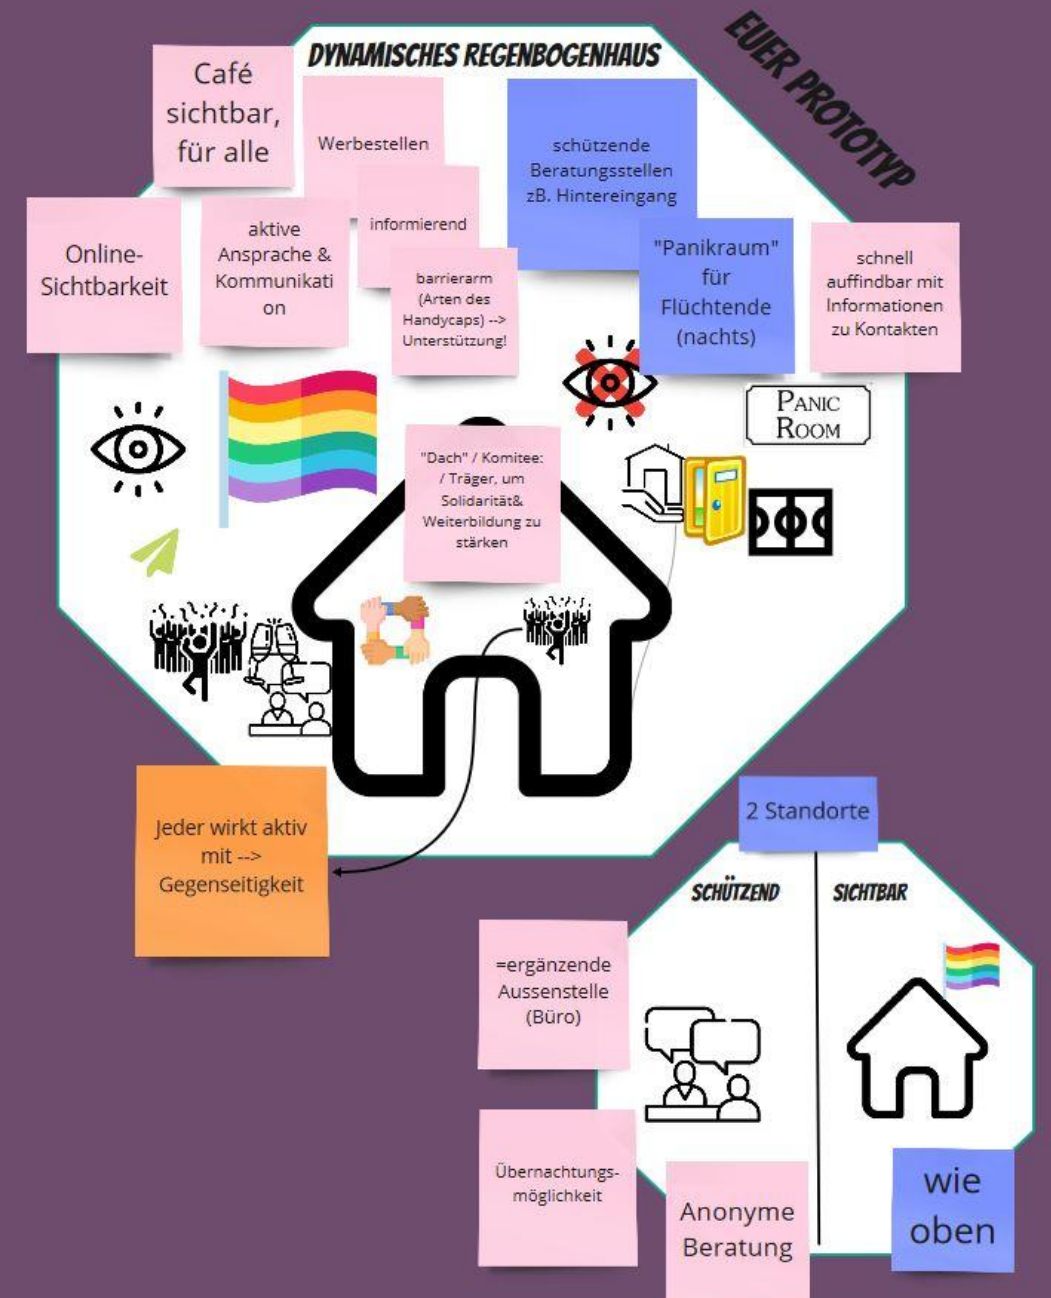 DYNAMISCHES REGENBOGENHAUS
EUER PROTOTYP
Café
sichtbar,
für alle
Werbestellen
schützende
Beratungsstellen
zB. Hintereingang
Online-
Sichtbarkeit
aktive
Ansprache &
Kommunikati
on
informierend
barrierarm
(Arten des
Handycaps) -->
Unterstützung!
"Panikraum"
für
Flüchtende
(nachts)
schnell
auffindbar mit
Informationen
zu Kontakten
PANIC
ROOM
"Dach" / Komitee:
/ Träger, um
Solidarität&
Weiterbildung zu
stärken
Jeder wirkt aktiv
mit -->
Gegenseitigkeit
2 Standorte
SCHÜTZEND
SICHTBAR
=ergänzende
Aussenstelle
(Büro)
Übernachtungs-
möglichkeit
Anonyme
Beratung
wie
oben